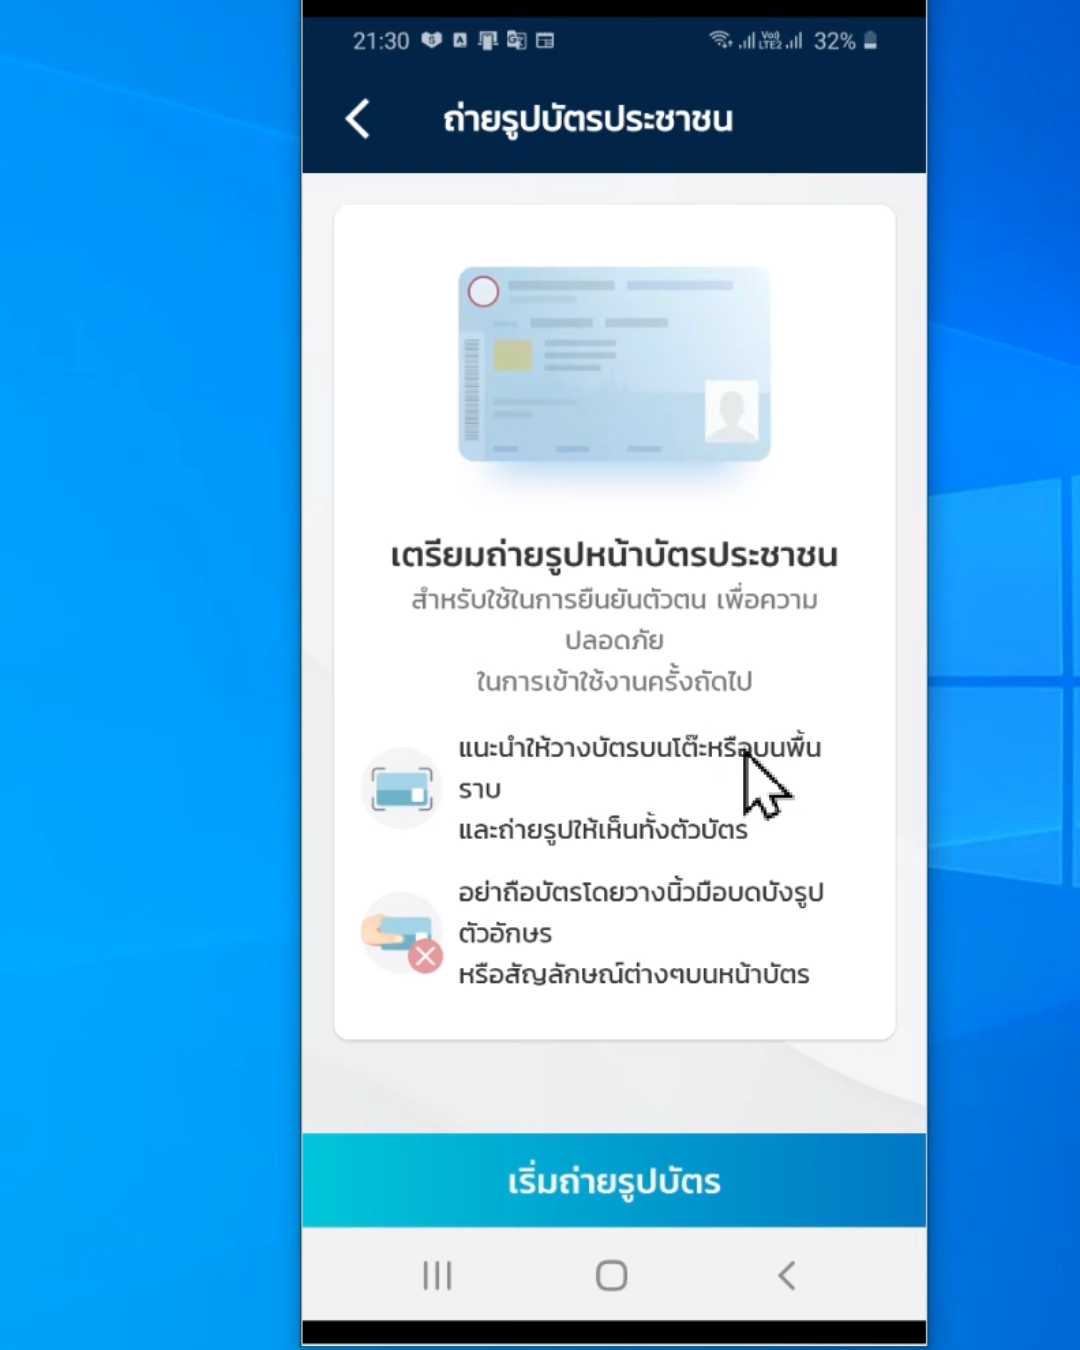 21:30
Vo)) LTE2 32%
ถ่ายรูปบัตรประชาชน
เตรียมถ่ายรูปหน้าบัตรประชาชน
สำหรับใช้ในการยืนยันตัวตน เพื่อความ
ปลอดภัย
ในการเข้าใช้งานครั้งถัดไป
แนะนำให้วางบัตรบนโต๊ะหรือบนพื้น
ราบ
และถ่ายรูปให้เห็นทั้งตัวบัตร
อย่าถือบัตรโดยวางนิ้วมือบดบังรูป
ตัวอักษร
หรือสัญลักษณ์ต่างๆบนหน้าบัตร
เริ่มถ่ายรูปบัตร